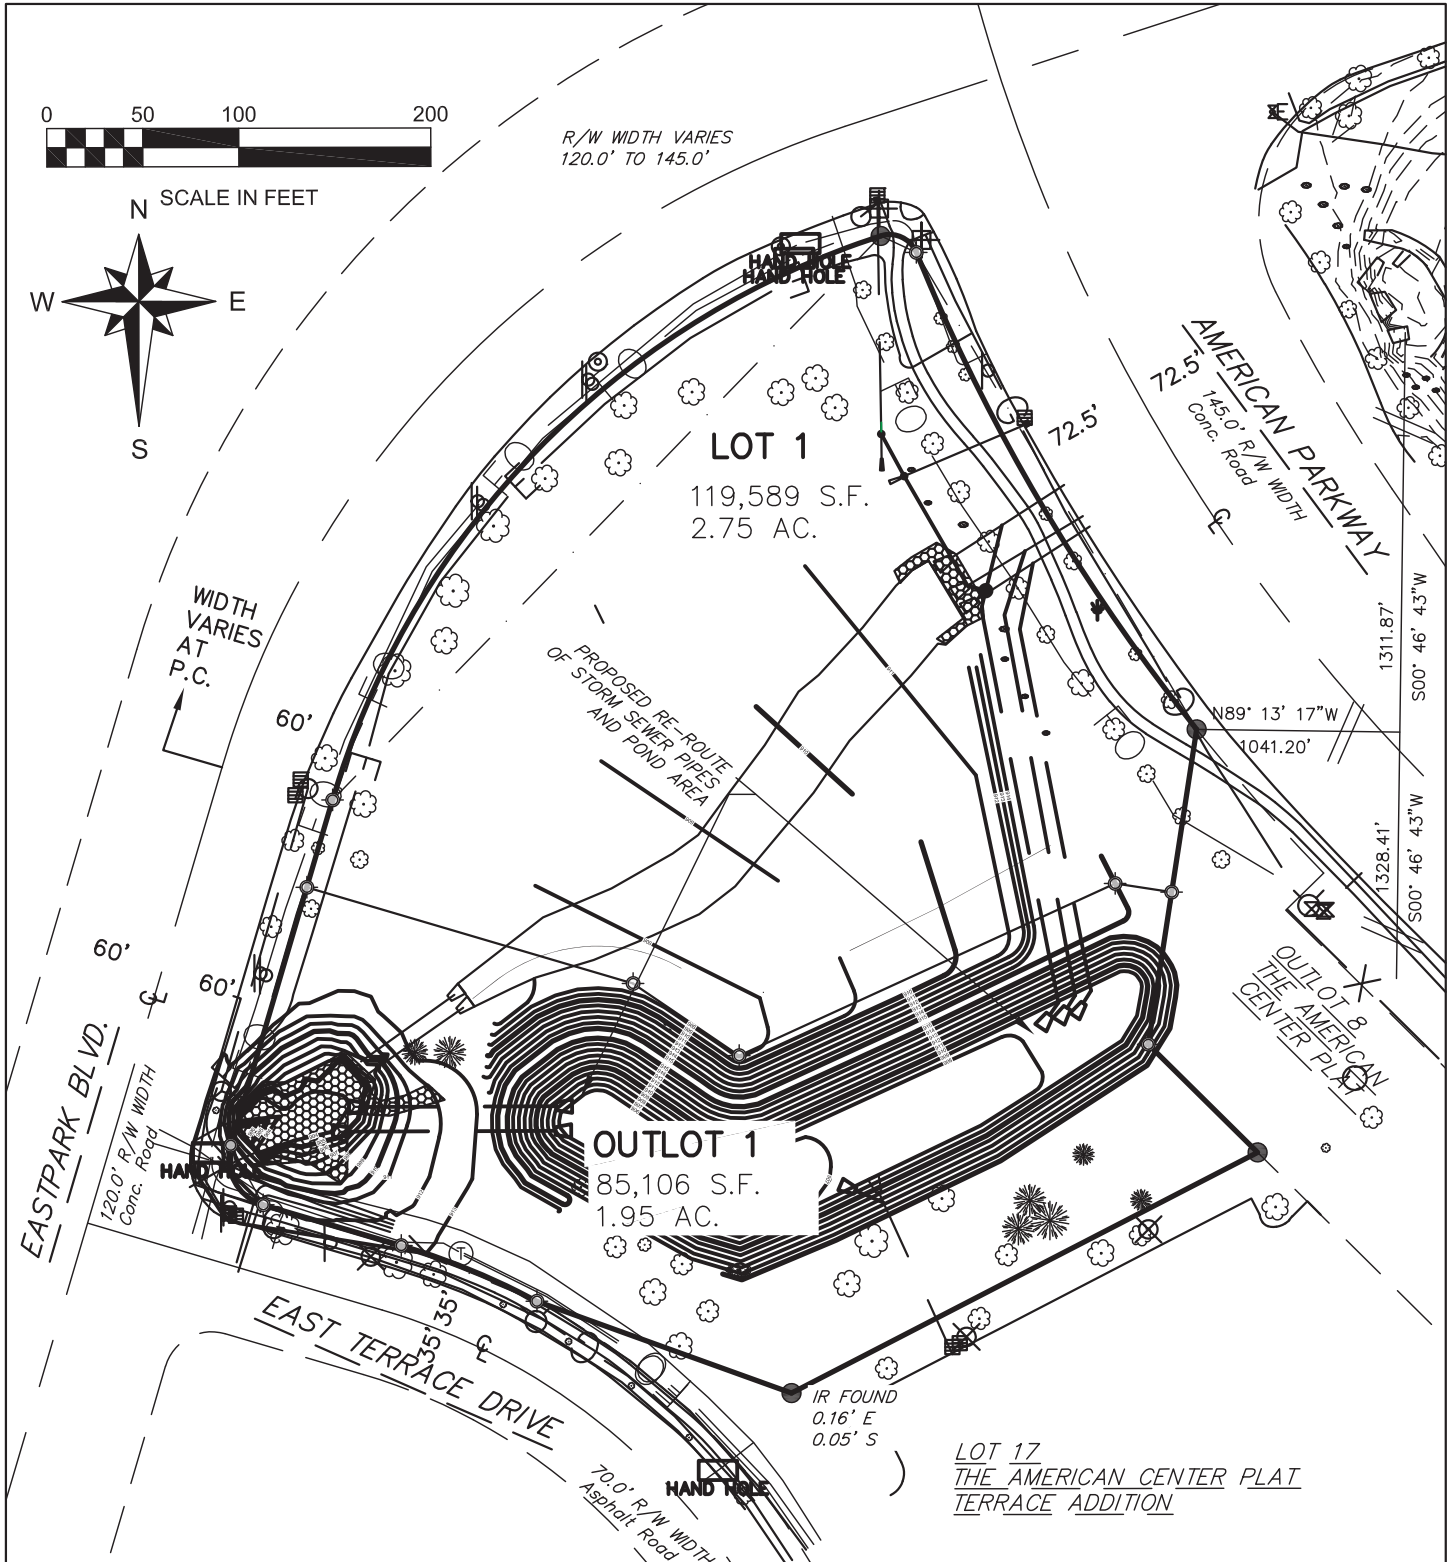 0 50 100 200
SCALE IN FEET
N
W E
S
R/W WIDTH VARIES
120.0' TO 145.0'
HAND HOLE
HAND HOLE
AMERICAN PARKWAY
72.5'
145.0' R/W WIDTH
Conc. Road
72.5'
LOT 1
119,589 S.F.
2.75 AC.
WIDTH
VARIES
AT
P.C.
60'
PROPOSED RE-ROUTE
OF STORM SEWER PIPES
AND POND AREA
1311.87'
S00° 46' 43"W
N89° 13' 17"W
1041.20'
1328.41'
S00° 46' 43"W
60'
60'
OUTLOT 8
THE AMERICAN
CENTER PLAT
EASTPARK BLVD.
120.0' R/W WIDTH
Conc. Road
HAND HOLE
OUTLOT 1
85,106 S.F.
1.95 AC.
T
35' 35'
EAST TERRACE DRIVE
70.0' R/W WIDTH
Asphalt Road
HAND HOLE
IR FOUND
0.16' E
0.05' S
LOT 17
THE AMERICAN CENTER PLAT
TERRACE ADDITION